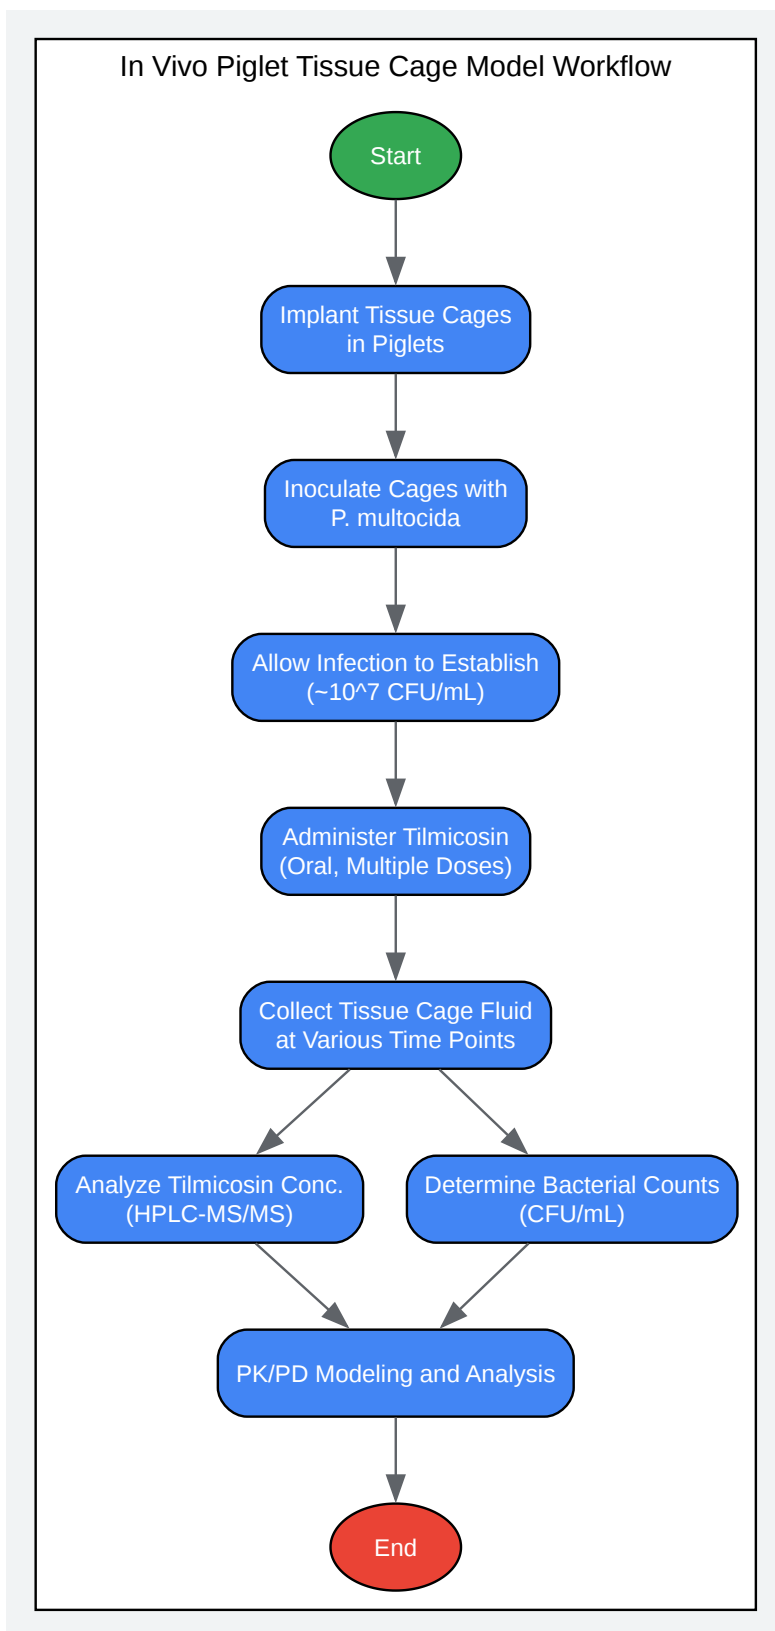 In Vivo Piglet Tissue Cage Model Workflow
Start
Implant Tissue Cages
in Piglets
Inoculate Cages with
P. multocida
Allow Infection to Establish
(~10^7 CFU/mL)
Administer Tilmicosin
(Oral, Multiple Doses)
Collect Tissue Cage Fluid
at Various Time Points
Analyze Tilmicosin Conc.
(HPLC-MS/MS)
Determine Bacterial Counts
(CFU/mL)
PK/PD Modeling and Analysis
End